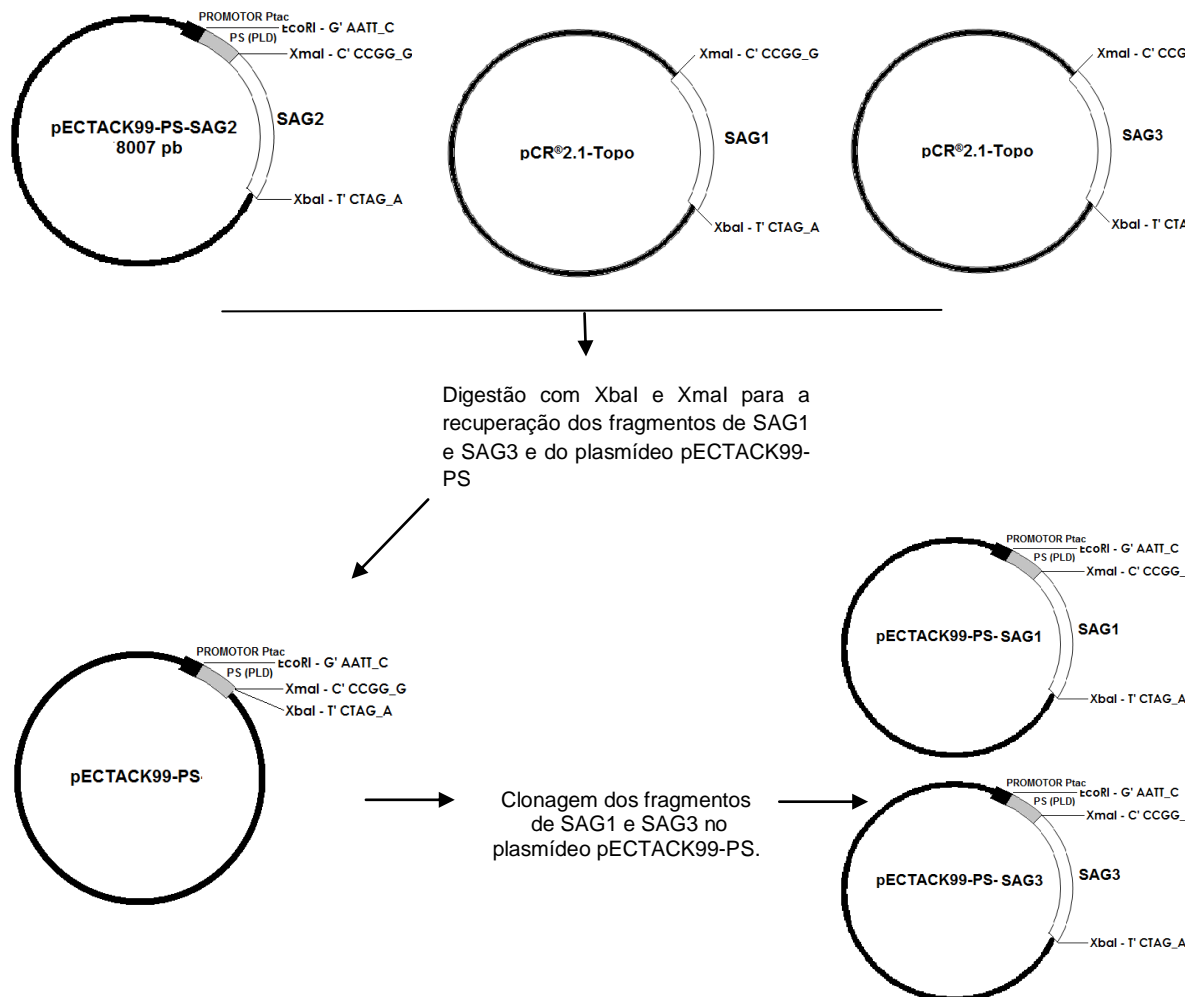 PROMOTOR Ptac
EcoRI - G' AATT_C
PS (PLD)
XmaI - C' CCGG_G
SAG2
pECTACK99-PS-SAG2
8007 pb
XbaI - T' CTAG_A
XmaI - C' CCGG_G
SAG1
pCR®2.1-Topo
XbaI - T' CTAG_A
XmaI - C' CCG
SAG3
pCR®2.1-Topo
XbaI - T' CTA
Digestão com XbaI e XmaI para a
recuperação dos fragmentos de SAG1
e SAG3 e do plasmídeo pECTACK99-
PS
PROMOTOR Ptac
EcoRI - G' AATT_C
PS (PLD)
XmaI - C' CCGG_G
XbaI - T' CTAG_A
pECTACK99-PS-
Clonagem dos fragmentos
de SAG1 e SAG3 no
plasmídeo pECTACK99-PS.
PROMOTOR Ptac
EcoRI - G' AATT_C
PS (PLD)
XmaI - C' CCGG_
pECTACK99-PS- SAG1
SAG1
XbaI - T' CTAG_A
PROMOTOR Ptac
EcoRI - G' AATT_C
PS (PLD)
XmaI - C' CCGG_
pECTACK99-PS- SAG3
SAG3
XbaI - T' CTAG_A